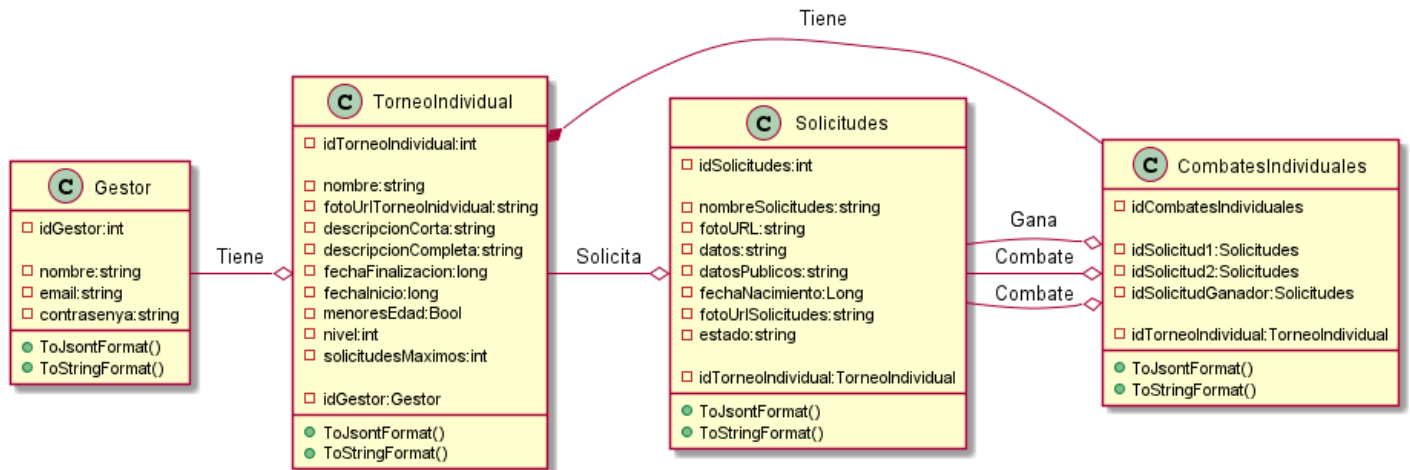 Tiene
C Gestor
idGestor:int
nombre:string
email:string
contrasenya:string
ToJsontFormat()
ToStringFormat()
Tiene
C TorneoIndividual
idTorneoIndividual:int
nombre:string
fotoUrlTorneoInidvidual:string
descripcionCorta:string
descripcionCompleta:string
fechaFinalizacion:long
fechaInicio:long
menoresEdad:Bool
nivel:int
solicitudesMaximos:int
idGestor:Gestor
ToJsontFormat()
ToStringFormat()
Solicita
C Solicitudes
idSolicitudes:int
nombreSolicitudes:string
fotoURL:string
datos:string
datosPublicos:string
fechaNacimiento:Long
fotoUrlSolicitudes:string
estado:string
idTorneoIndividual:TorneoIndividual
ToJsontFormat()
ToStringFormat()
Gana
Combate
Combate
C CombatesIndividuales
idCombatesIndividuales
idSolicitud1:Solicitudes
idSolicitud2:Solicitudes
idSolicitudGanador:Solicitudes
idTorneoIndividual:TorneoIndividual
ToJsontFormat()
ToStringFormat()